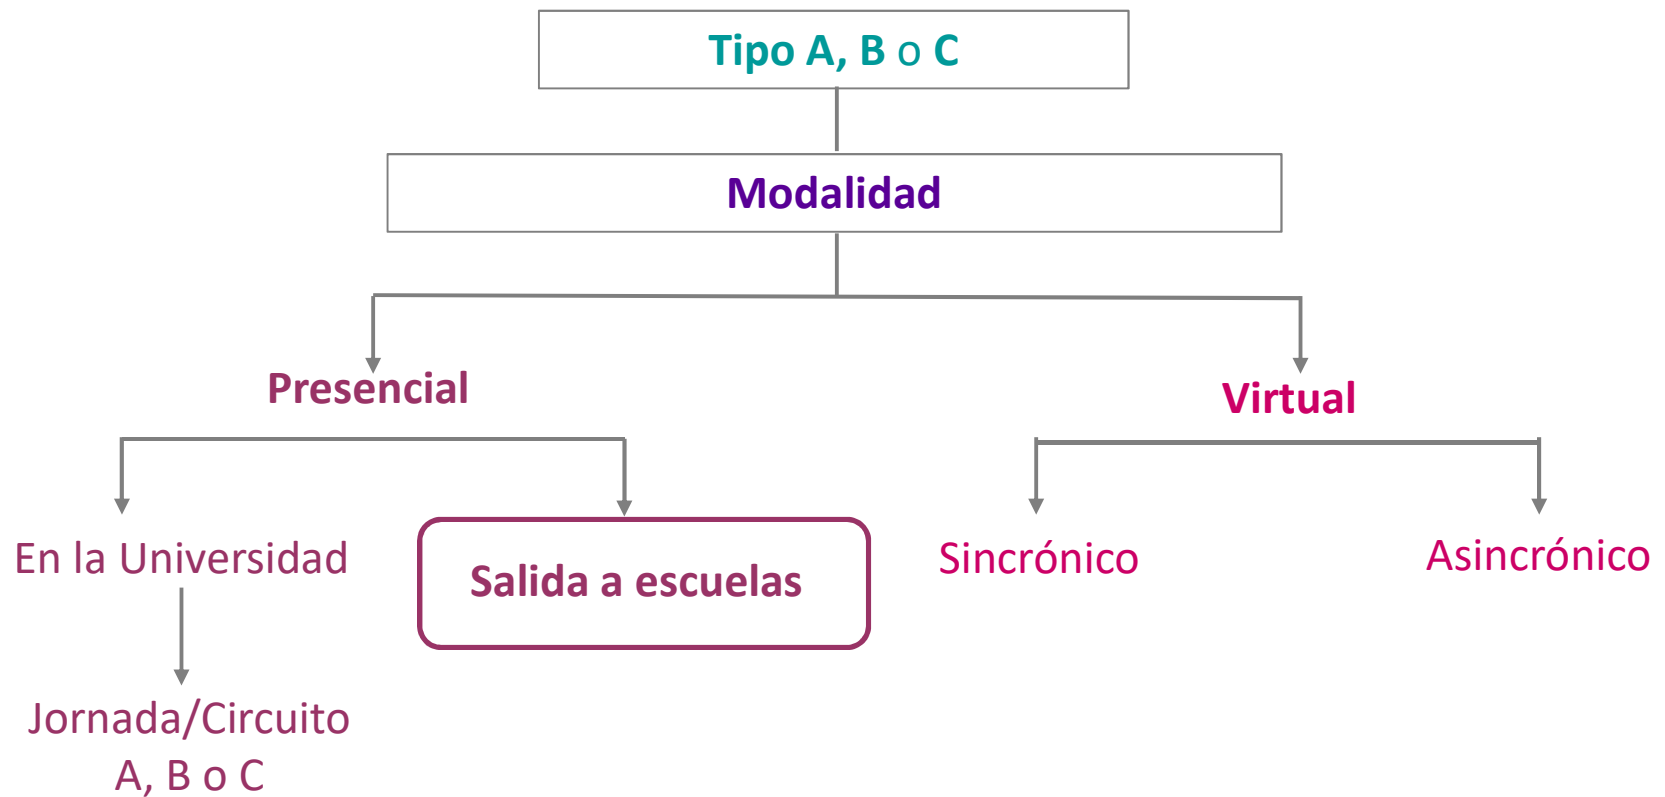 Tipo A, B o C
Modalidad
Presencial
Virtual
En la Universidad
Salida a escuelas
Sincrónico
Asincrónico
Jornada/Circuito
A, B o C